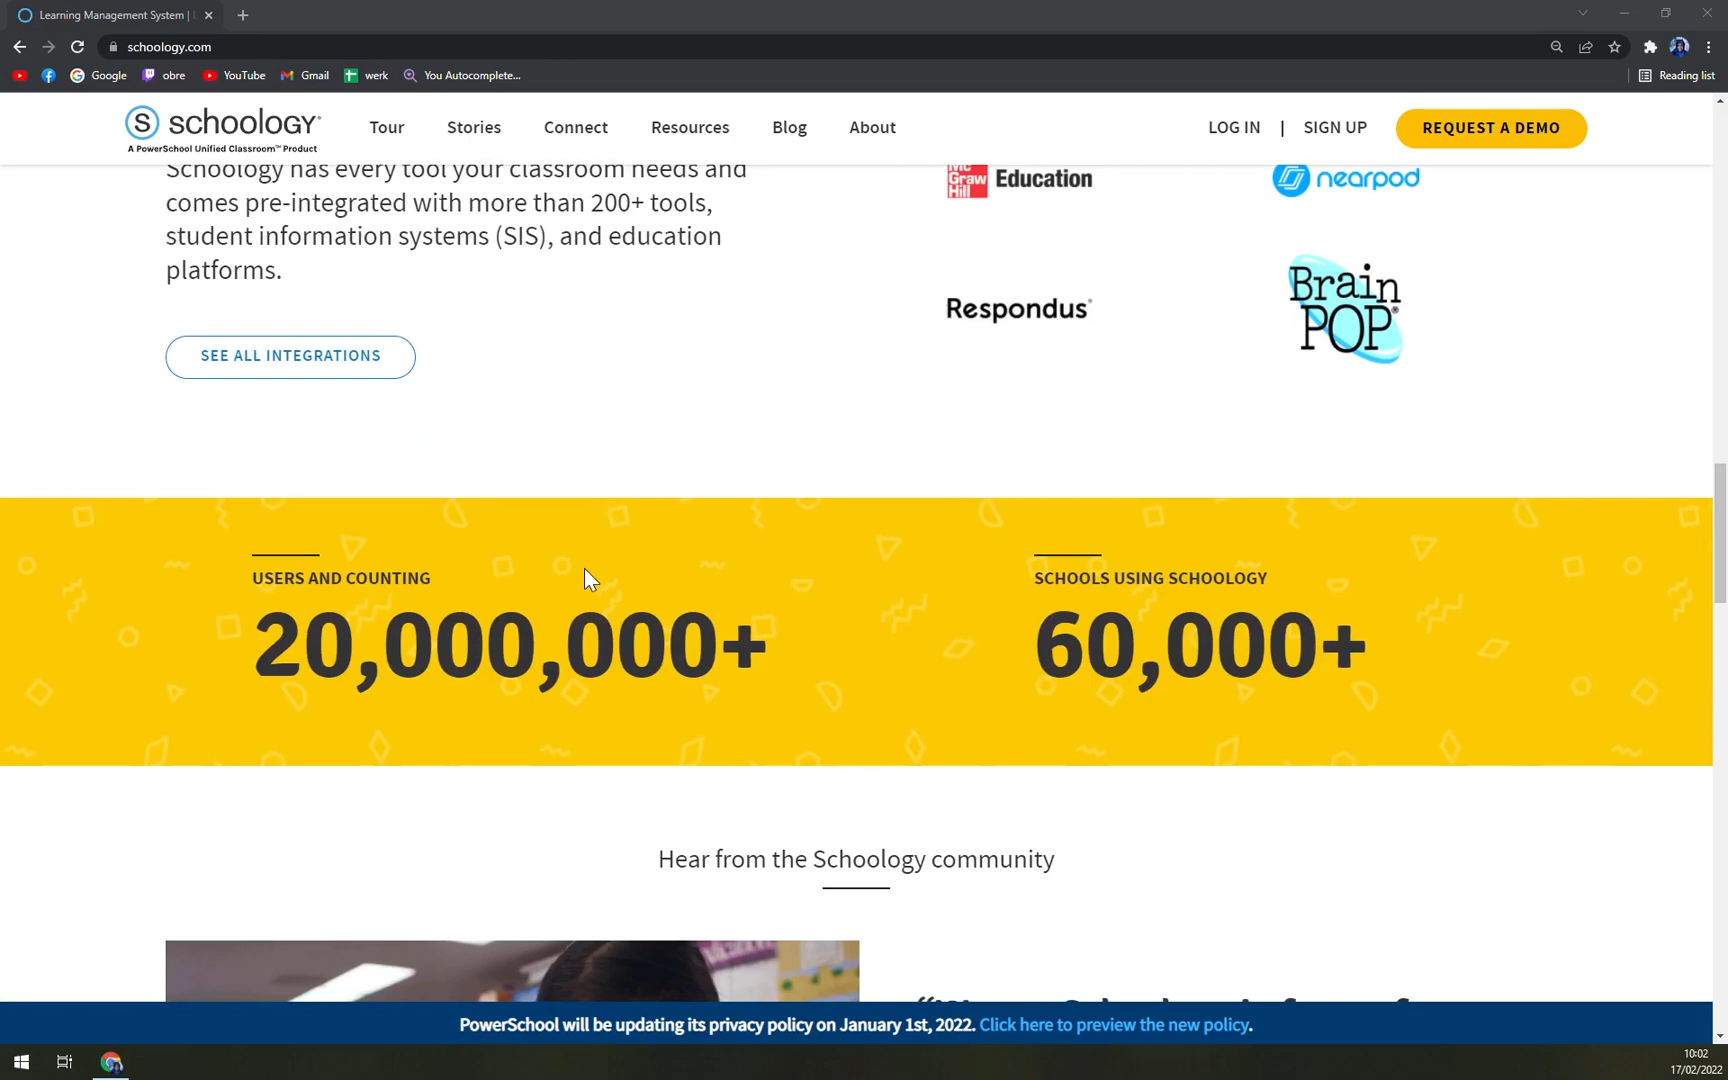 Learning Management System |
schoology.com
Google
obre
YouTube
Gmail
werk
You Autocomplete...
Reading list
S schoology®
A PowerSchool Unified Classroom™ Product
Tour
Stories
Connect
Resources
Blog
About
LOG IN | SIGN UP
REQUEST A DEMO
Schoology has every tool your classroom needs and
comes pre-integrated with more than 200+ tools,
student information systems (SIS), and education
platforms.
SEE ALL INTEGRATIONS
Mc
Graw
Hill
Education
nearpod
Respondus®
Brain
POP®
USERS AND COUNTING
20,000,000+
SCHOOLS USING SCHOOLOGY
60,000+
Hear from the Schoology community
PowerSchool will be updating its privacy policy on January 1st, 2022. Click here to preview the new policy.
10:02
17/02/2022